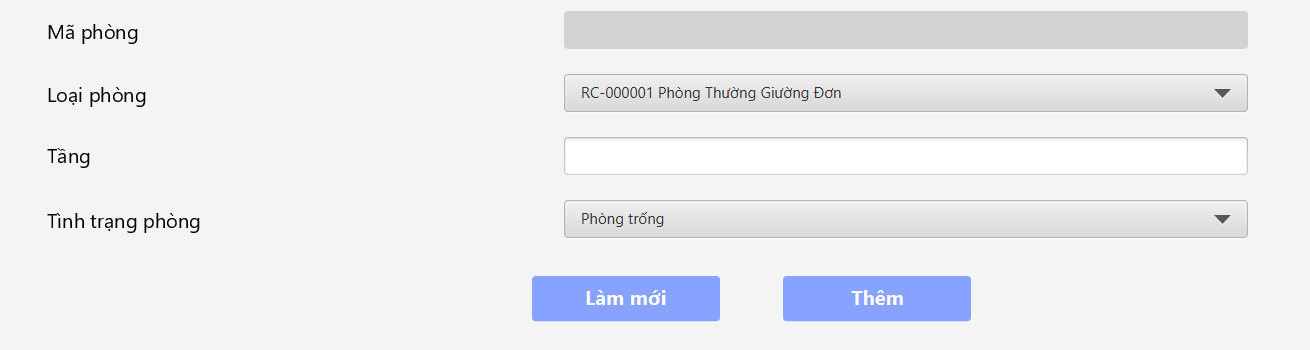 Mã phòng
Loại phòng
RC-000001 Phòng Thường Giường Đơn
Tầng
Tình trạng phòng
Phòng trống
Làm mới
Thêm